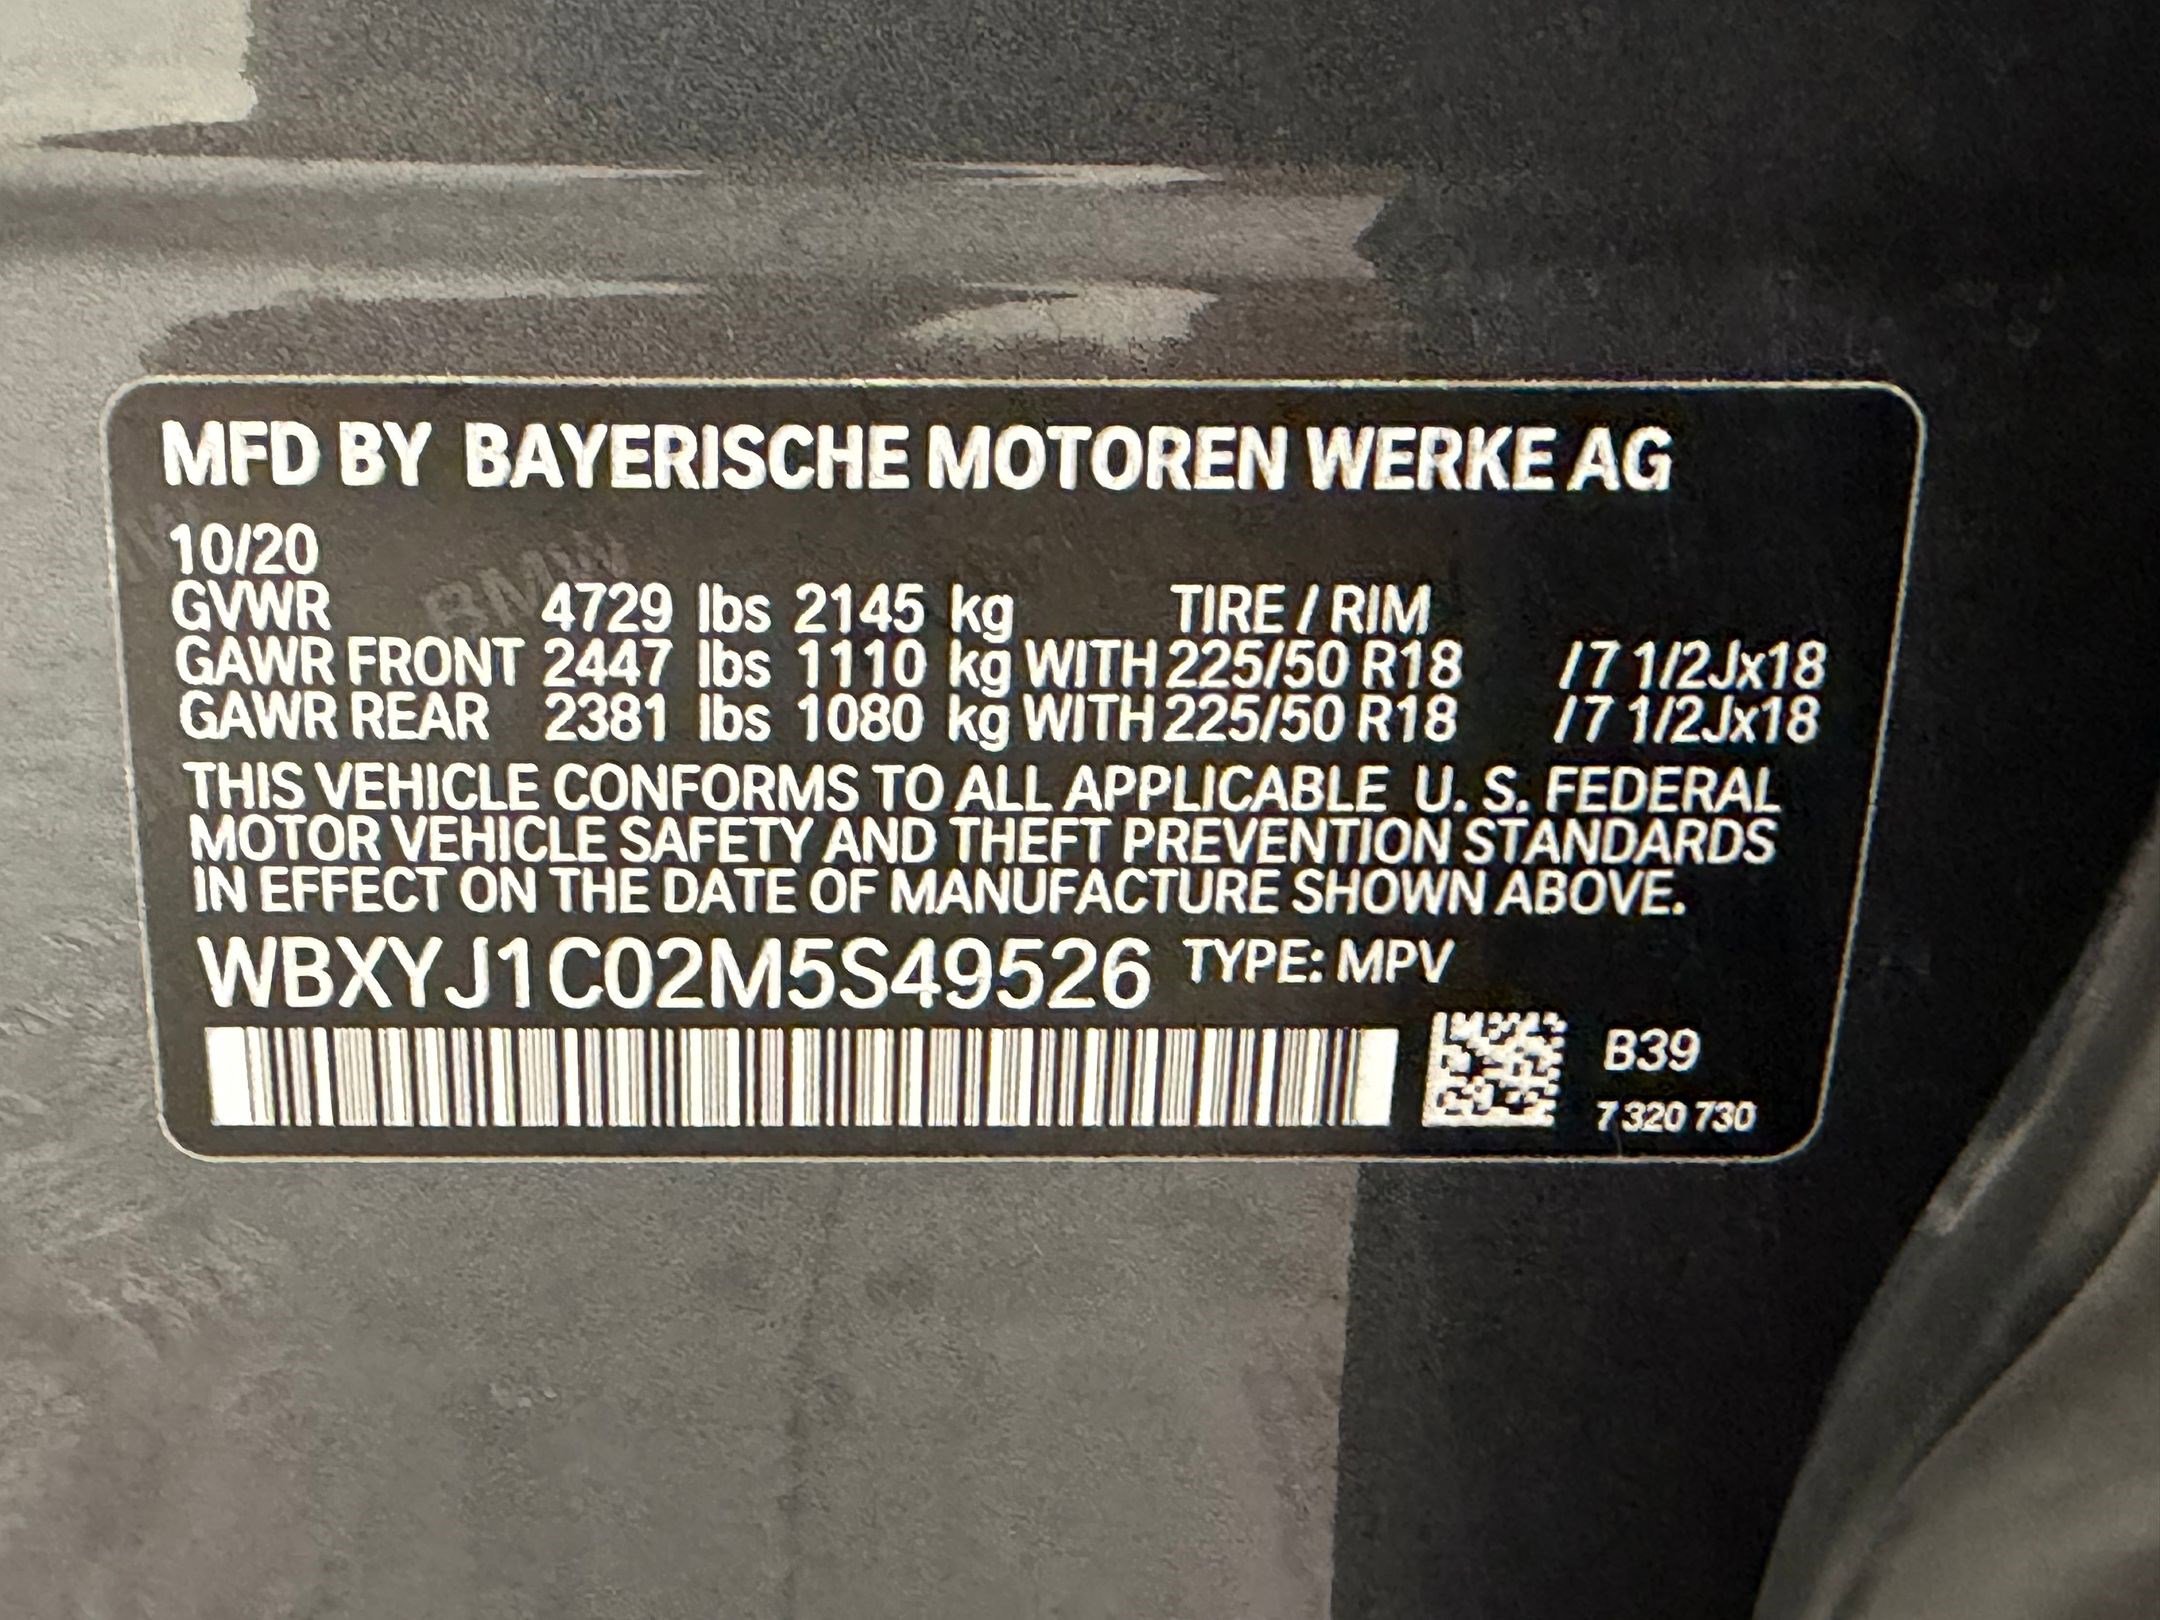 MFD BY BAYERISCHE MOTOREN WERKE AG
10/20
GVWR 4729 lbs 2145 kg TIRE / RIM
GAWR FRONT 2447 lbs 1110 kg WITH 225/50 R18 / 7 1/2Jx18
GAWR REAR 2381 lbs 1080 kg WITH 225/50 R18 / 7 1/2Jx18
THIS VEHICLE CONFORMS TO ALL APPLICABLE U. S. FEDERAL
MOTOR VEHICLE SAFETY AND THEFT PREVENTION STANDARDS
IN EFFECT ON THE DATE OF MANUFACTURE SHOWN ABOVE.
WBXYJ1C02M5S49526 TYPE: MPV
B39
7 320 730
BMW